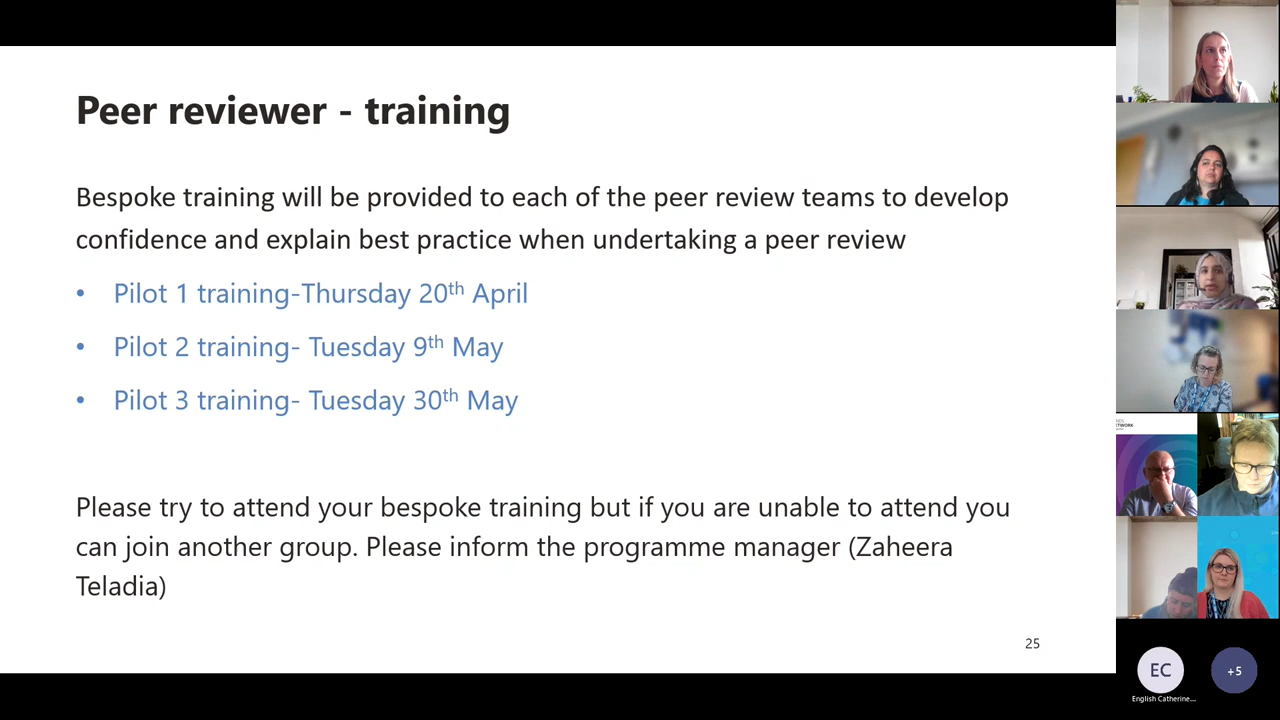 Peer reviewer - training
Bespoke training will be provided to each of the peer review teams to develop
confidence and explain best practice when undertaking a peer review
• Pilot 1 training-Thursday 20th April
• Pilot 2 training- Tuesday 9th May
• Pilot 3 training- Tuesday 30th May
Please try to attend your bespoke training but if you are unable to attend you
can join another group. Please inform the programme manager (Zaheera
Teladia)
25
EC
+5
English Catherine...